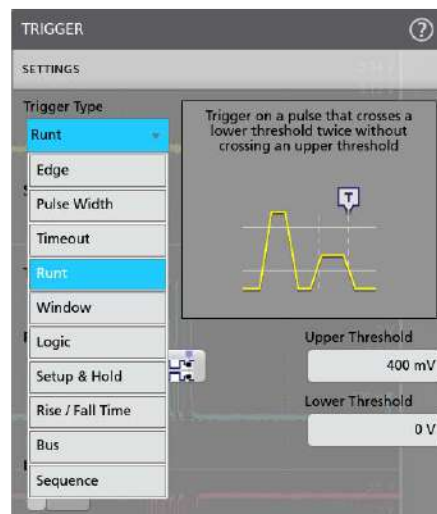 TRIGGER
?
SETTINGS
Trigger Type
Runt
Edge
Pulse Width
Timeout
Runt
Window
Logic
Setup & Hold
Rise / Fall Time
Bus
Sequence
Trigger on a pulse that crosses a
lower threshold twice without
crossing an upper threshold
T
Upper Threshold
400 mV
Lower Threshold
0 V